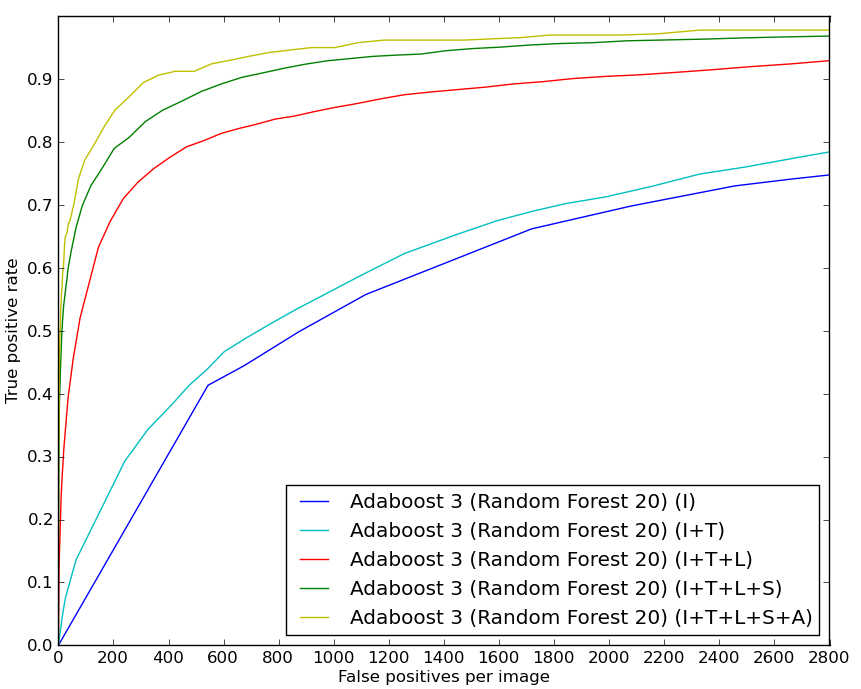 True positive rate
0.9
0.8
0.7
0.6
0.5
0.4
0.3
0.2
0.1
0.0
Adaboost 3 (Random Forest 20) (I)
Adaboost 3 (Random Forest 20) (I+T)
Adaboost 3 (Random Forest 20) (I+T+L)
Adaboost 3 (Random Forest 20) (I+T+L+S)
Adaboost 3 (Random Forest 20) (I+T+L+S+A)
0 200 400 600 800 1000 1200 1400 1600 1800 2000 2200 2400 2600 2800
False positives per image